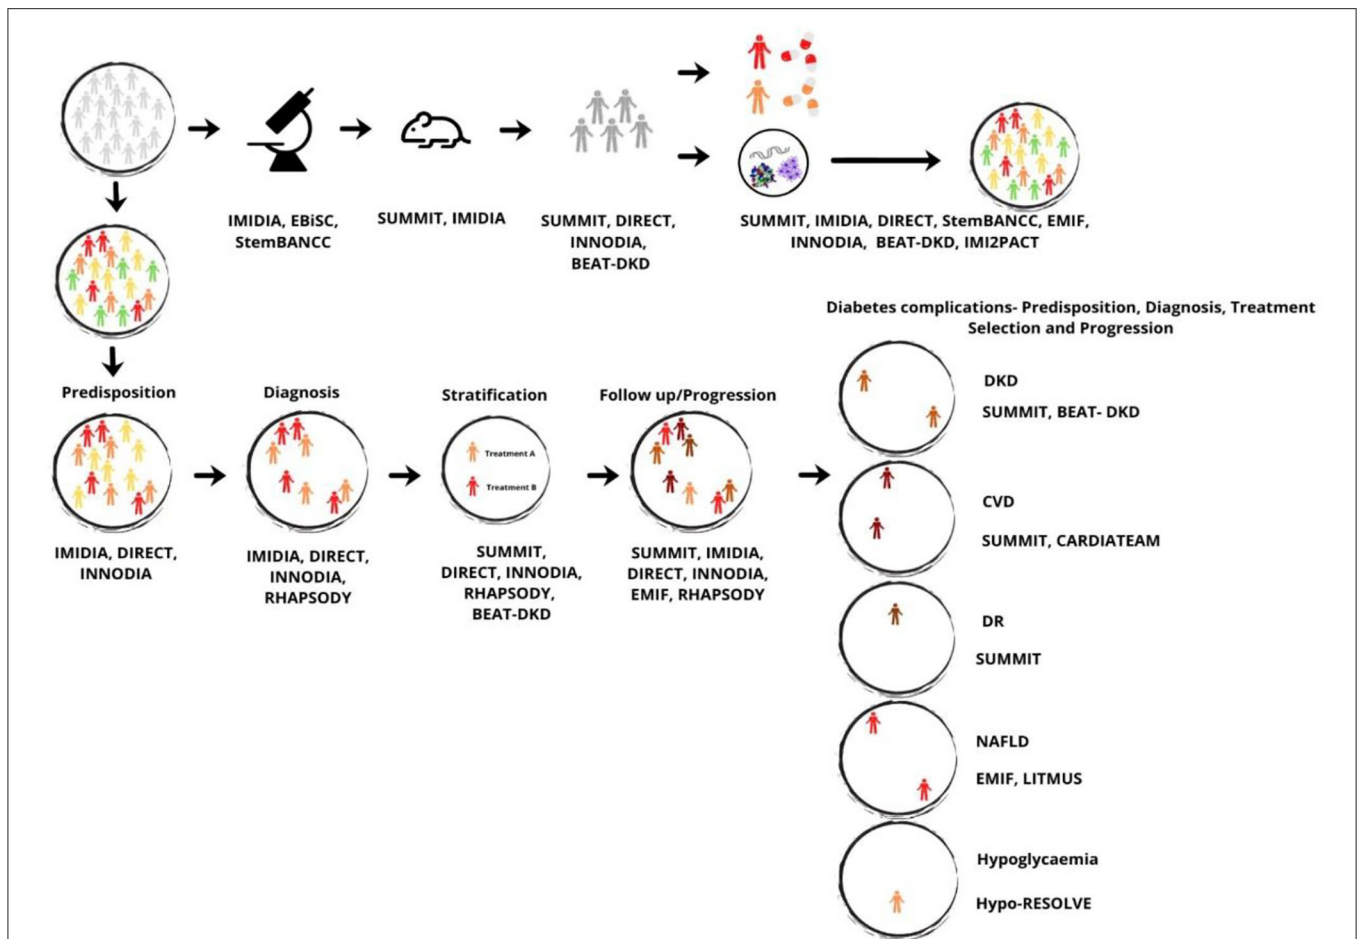 IMIDIA, EBiSC,
StemBANCC
SUMMIT, IMIDIA
SUMMIT, DIRECT,
INNODIA,
BEAT-DKD
SUMMIT, IMIDIA, DIRECT, StemBANCC, EMIF,
INNODIA, BEAT-DKD, IMI2PACT
Diabetes complications- Predisposition, Diagnosis, Treatment
Selection and Progression
Predisposition
IMIDIA, DIRECT,
INNODIA
Diagnosis
IMIDIA, DIRECT,
INNODIA,
RHAPSODY
Stratification
Treatment A
Treatment B
SUMMIT,
DIRECT, INNODIA,
RHAPSODY,
BEAT-DKD
Follow up/Progression
SUMMIT, IMIDIA,
DIRECT, INNODIA,
EMIF, RHAPSODY
DKD
SUMMIT, BEAT- DKD
CVD
SUMMIT, CARDIATEAM
DR
SUMMIT
NAFLD
EMIF, LITMUS
Hypoglycaemia
Hypo-RESOLVE